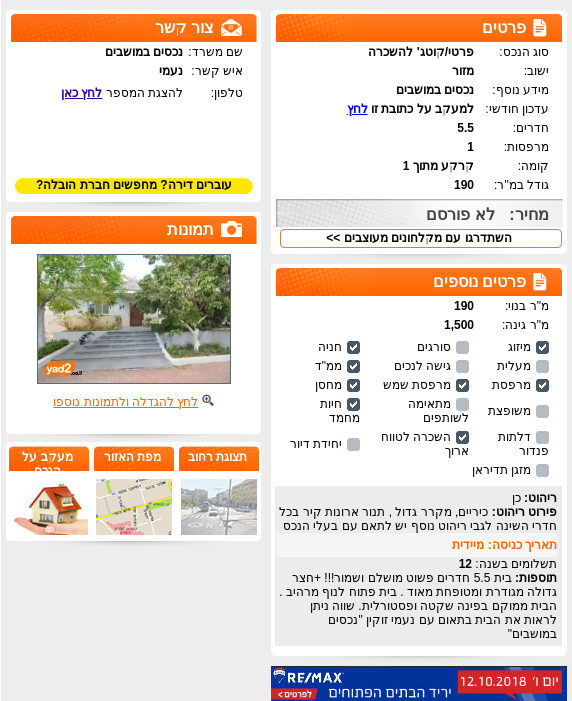 פרטים
סוג הנכס: פרטי/קוטג' להשכרה
ישוב: מזור
מידע נוסף: נכסים במושבים
עדכון חודשי: למעקב על כתובת זו לחץ
חדרים: 5.5
מרפסות: 1
קומה: קרקע מתוך 1
גודל במ"ר: 190
מחיר: לא פורסם
השתדרגו עם מקלחונים מעוצבים >>
פרטים נוספים
מ"ר בנוי: 190
מ"ר גינה: 1,500
מיזוג סורגים חניה
מעלית גישה לנכים ממ"ד
מרפסת מרפסת שמש מחסן
משופצת מתאימה לשותפים חיות מחמד
דלתות פנדור השכרה לטווח ארוך יחידת דיור
מזגן תדיראן
ריהוט: כן
פירוט ריהוט: כיריים, מקרר גדול , תנור ארונות קיר בכל
חדרי השינה לגבי ריהוט נוסף יש לתאם עם בעלי הנכס
תאריך כניסה: מיידית
תשלומים בשנה: 12
תוספות: בית 5.5 חדרים פשוט מושלם ושמור!!! +חצר
גדולה מגודרת ומטופחת מאוד . בית פתוח לנוף מרהיב .
הבית ממוקם בפינה שקטה ופסטורלית. שווה ניתן
לראות את הבית בתאום עם נעמי זוקין "נכסים
במושבים"
יום ו' 12.10.2018
RE/MAX
יריד הבתים הפתוחים
לפרטים >
צור קשר
שם משרד: נכסים במושבים
איש קשר: נעמי
טלפון: להצגת המספר לחץ כאן
עוברים דירה? מחפשים חברת הובלה?
תמונות
yad2
לחץ להגדלה ולתמונות נוספו
תצוגת רחוב
מפת האזור
מעקב על
הנכס